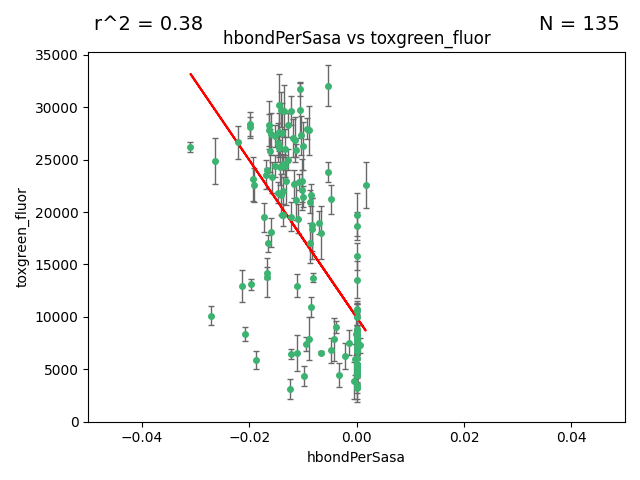 r^2 = 0.38
N = 135
hbondPerSasa vs toxgreen_fluor
35000
30000
25000
20000
15000
10000
5000
0
toxgreen_fluor
−0.04
−0.02
0.00
0.02
0.04
hbondPerSasa